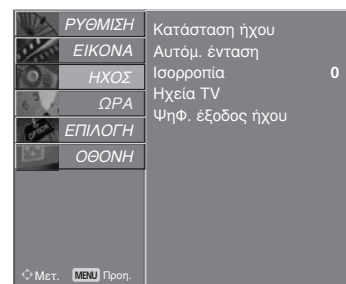 ΡΥΘΜΙΣΗ
ΕΙΚΟΝΑ
ΗΧΟΣ
ΩΡΑ
ΕΠΙΛΟΓΗ
ΟΘΟΝΗ
Κατάσταση ήχου
Αυτόμ. ένταση
Ισορροπία 0
Ηχεία TV
ΨηΦ. έξοδος ήχου
Μετ. MENU Προη.